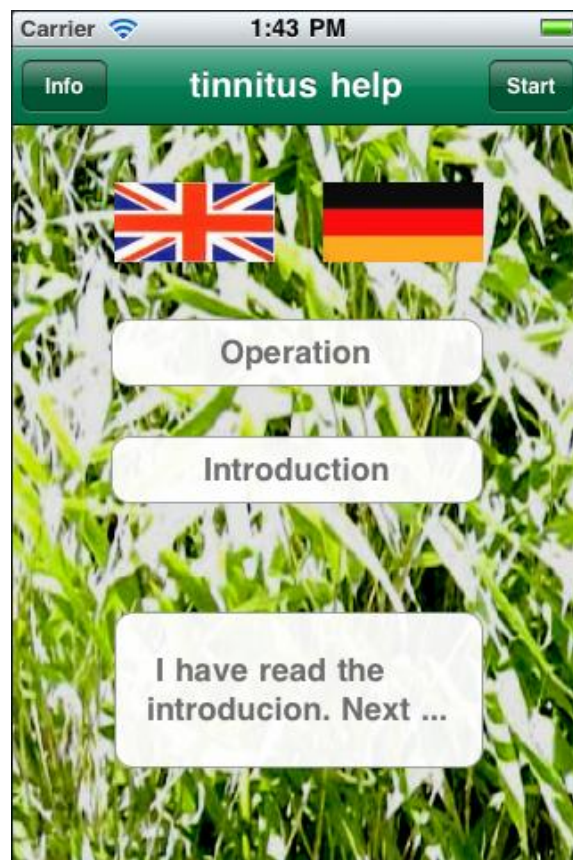 Carrier 1:43 PM
Info tinnitus help Start
Operation
Introduction
I have read the
introducion. Next ...